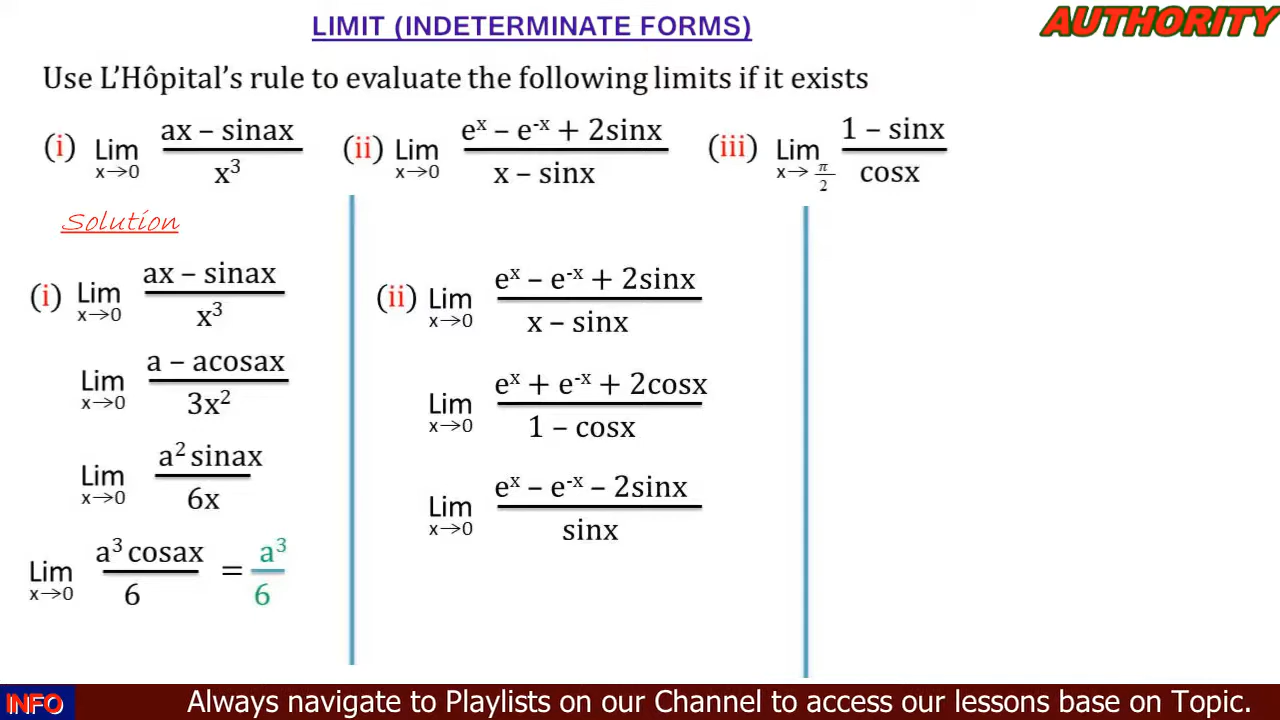 LIMIT (INDETERMINATE FORMS)
AUTHORITY
Use L’Hôpital’s rule to evaluate the following limits if it exists
(i) Lim x→0 ax – sinax / x³
(ii) Lim x→0 eˣ – e⁻ˣ + 2sinx / x – sinx
(iii) Lim x→ π/2 1 – sinx / cosx
Solution
(i) Lim x→0 ax – sinax / x³
Lim x→0 a – acosax / 3x²
Lim x→0 a² sinax / 6x
Lim x→0 a³ cosax / 6 = a³ / 6
(ii) Lim x→0 eˣ – e⁻ˣ + 2sinx / x – sinx
Lim x→0 eˣ + e⁻ˣ + 2cosx / 1 – cosx
Lim x→0 eˣ – e⁻ˣ – 2sinx / sinx
INFO Always navigate to Playlists on our Channel to access our lessons base on Topic.